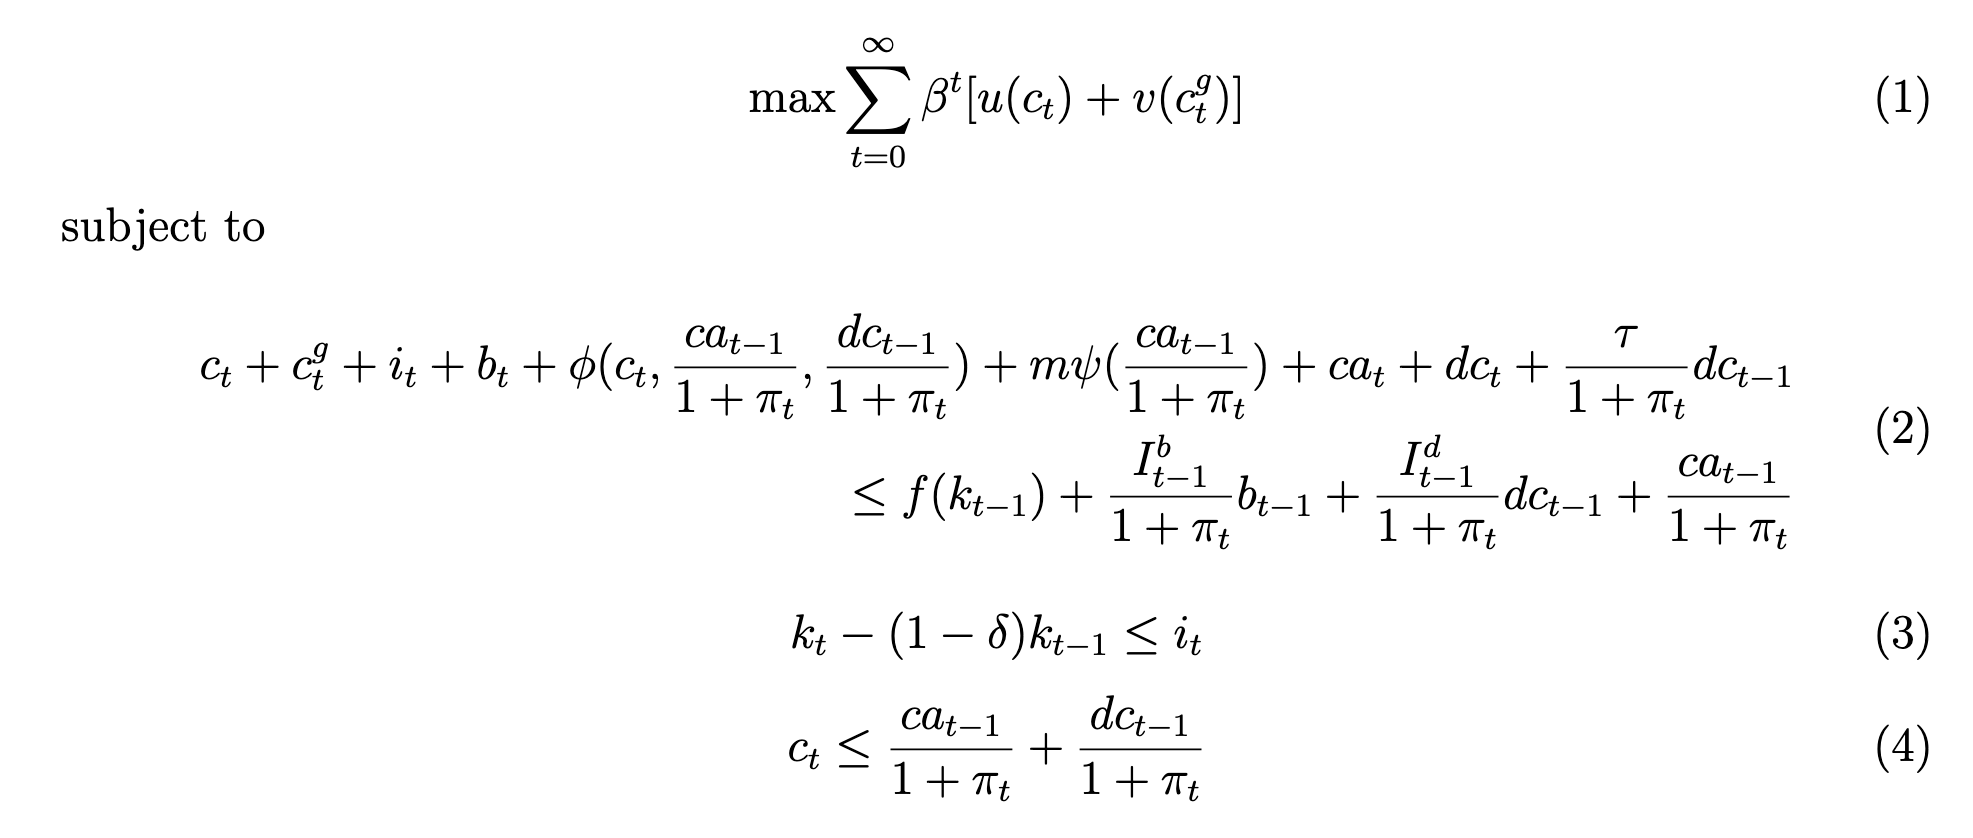 $$\max \sum_{t=0}^{\infty} \beta^t [u(c_t) + v(c_t^g)] \tag{1}$$
subject to
$$c_t + c_t^g + i_t + b_t + \phi(c_t, \frac{ca_{t-1}}{1+\pi_t}, \frac{dc_{t-1}}{1+\pi_t}) + m\psi(\frac{ca_{t-1}}{1+\pi_t}) + ca_t + dc_t + \frac{\tau}{1+\pi_t} dc_{t-1}$$
$$\leq f(k_{t-1}) + \frac{I_{t-1}^b}{1+\pi_t} b_{t-1} + \frac{I_{t-1}^d}{1+\pi_t} dc_{t-1} + \frac{ca_{t-1}}{1+\pi_t} \tag{2}$$
$$k_t - (1-\delta)k_{t-1} \leq i_t \tag{3}$$
$$c_t \leq \frac{ca_{t-1}}{1+\pi_t} + \frac{dc_{t-1}}{1+\pi_t} \tag{4}$$